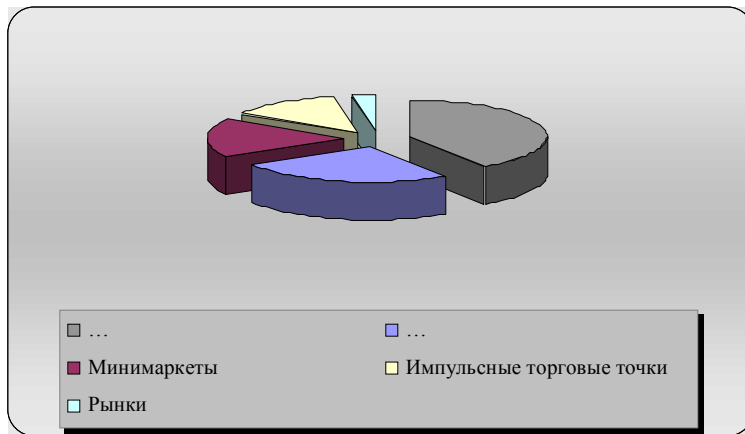 …
…
Минимаркеты
Импульсные торговые точки
Рынки